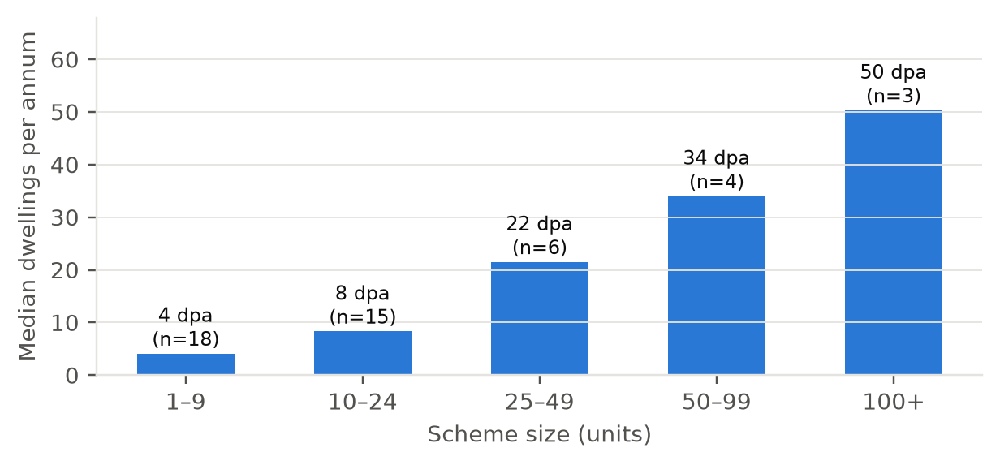 Median dwellings per annum
60
50
40
30
20
10
0
4 dpa
(n=18)
8 dpa
(n=15)
22 dpa
(n=6)
34 dpa
(n=4)
50 dpa
(n=3)
1–9
10–24
25–49
50–99
100+
Scheme size (units)